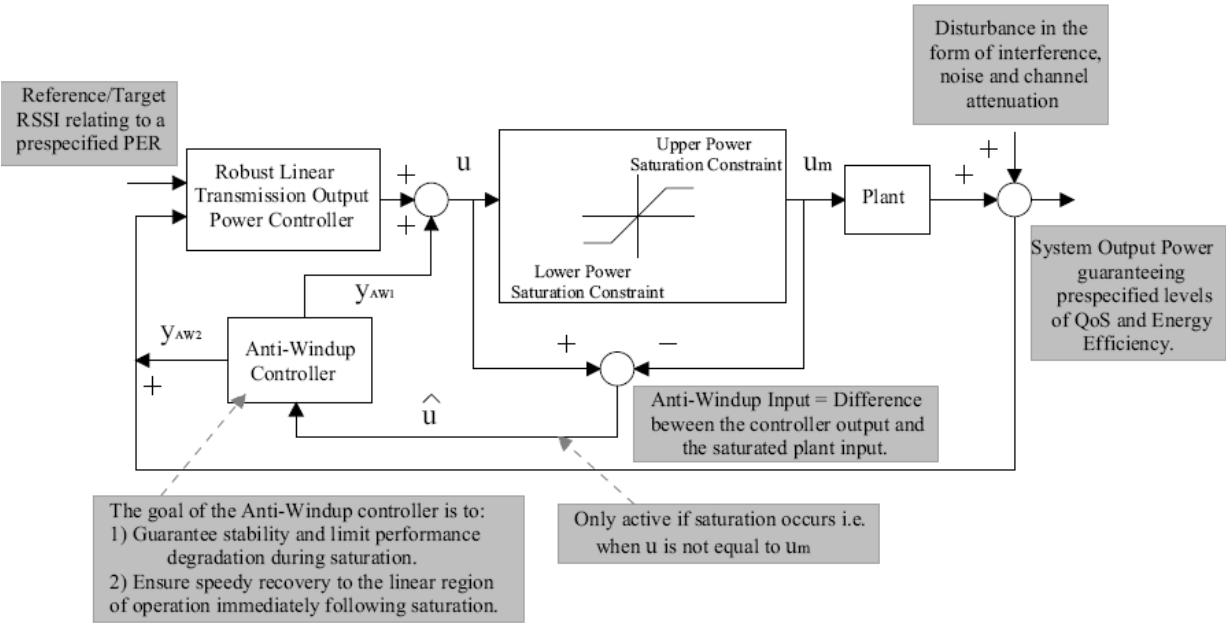 Disturbance in the
form of interference,
noise and channel
attenuation
Reference/Target
RSSI relating to a
prespecified PER
Robust Linear
Transmission Output
Power Controller
+
+
u
Upper Power
Saturation Constraint
Lower Power
Saturation Constraint
um
Plant
+
+
System Output Power
guaranteeing
prespecified levels
of QoS and Energy
Efficiency.
yAW1
yAW2
+
Anti-Windup
Controller
+
−
û
Anti-Windup Input = Difference
beween the controller output and
the saturated plant input.
The goal of the Anti-Windup controller is to:
1) Guarantee stability and limit performance
degradation during saturation.
2) Ensure speedy recovery to the linear region
of operation immediately following saturation.
Only active if saturation occurs i.e.
when u is not equal to um